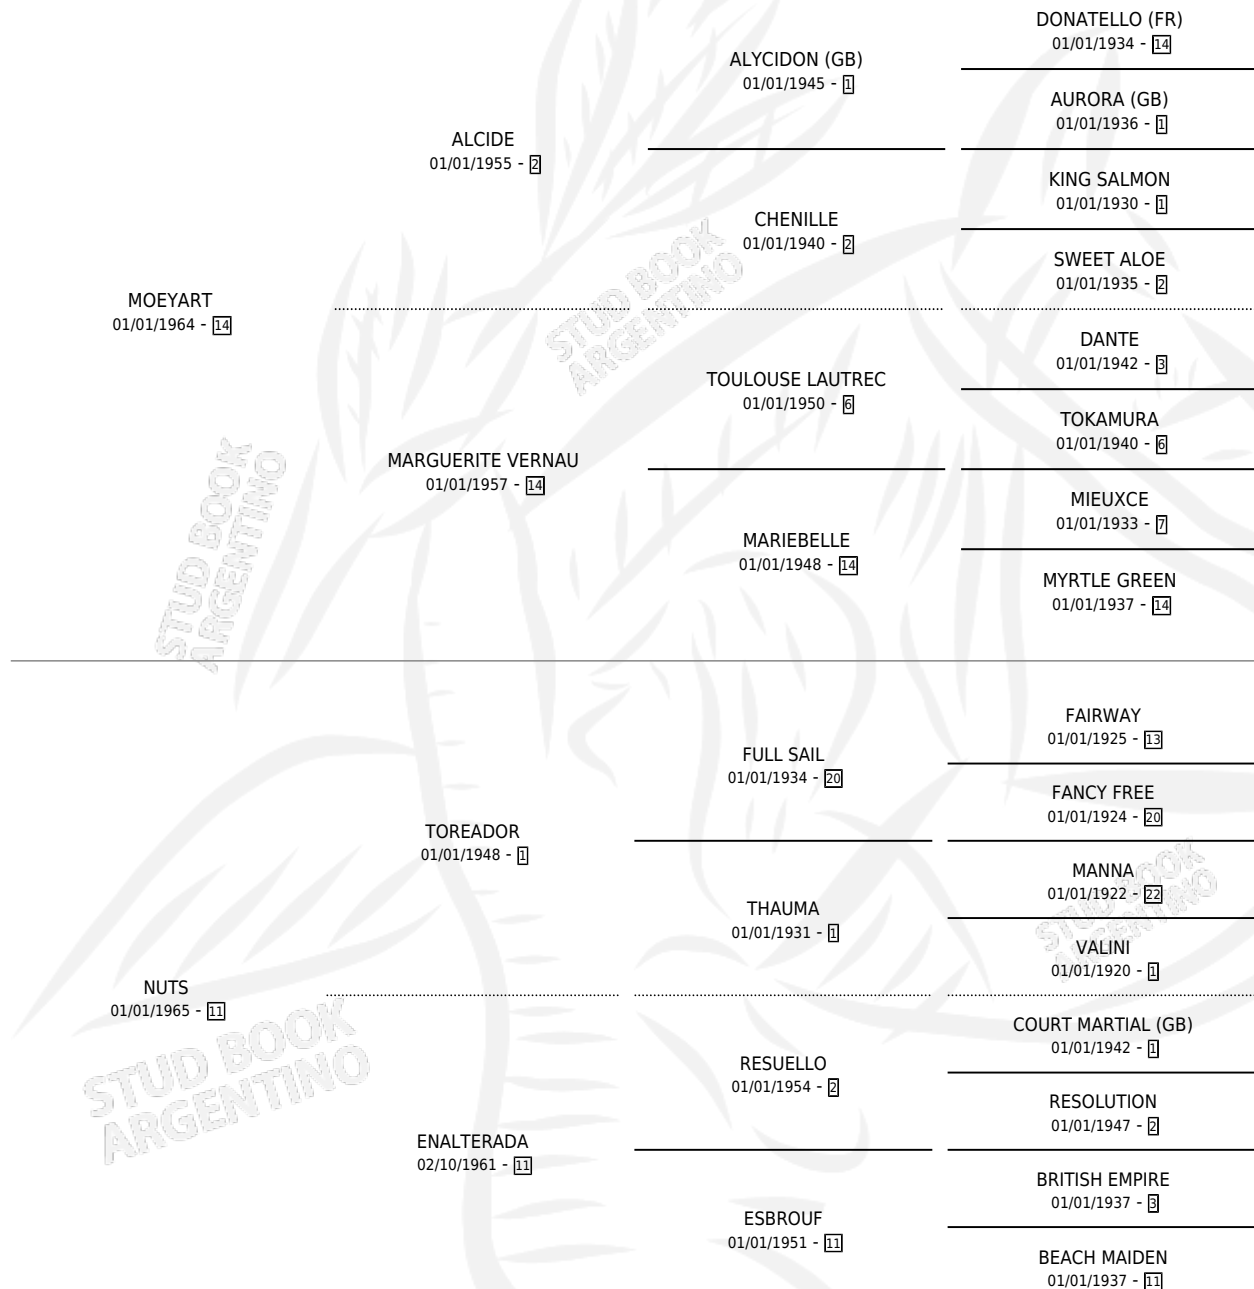 DONATELLO (FR)
01/01/1934 - 14
ALYCIDON (GB)
01/01/1945 - 1
AURORA (GB)
01/01/1936 - 1
ALCIDE
01/01/1955 - 2
KING SALMON
01/01/1930 - 1
CHENILLE
01/01/1940 - 2
SWEET ALOE
01/01/1935 - 2
MOEYART
01/01/1964 - 14
DANTE
01/01/1942 - 3
TOULOUSE LAUTREC
01/01/1950 - 6
TOKAMURA
01/01/1940 - 6
MARGUERITE VERNAU
01/01/1957 - 14
MIEUXCE
01/01/1933 - 7
MARIEBELLE
01/01/1948 - 14
MYRTLE GREEN
01/01/1937 - 14
FAIRWAY
01/01/1925 - 13
FULL SAIL
01/01/1934 - 20
FANCY FREE
01/01/1924 - 20
TOREADOR
01/01/1948 - 1
MANNA
01/01/1922 - 22
THAUMA
01/01/1931 - 1
VALINI
01/01/1920 - 1
NUTS
01/01/1965 - 11
COURT MARTIAL (GB)
01/01/1942 - 1
RESUELLO
01/01/1954 - 2
RESOLUTION
01/01/1947 - 2
ENALTERADA
02/10/1961 - 11
BRITISH EMPIRE
01/01/1937 - 3
ESBROUF
01/01/1951 - 11
BEACH MAIDEN
01/01/1937 - 11
STUD BOOK
ARGENTINO
STUD BOOK
ARGENTINO
STUD BOOK
ARGENTINO
STUD BOOK
ARGENTINO